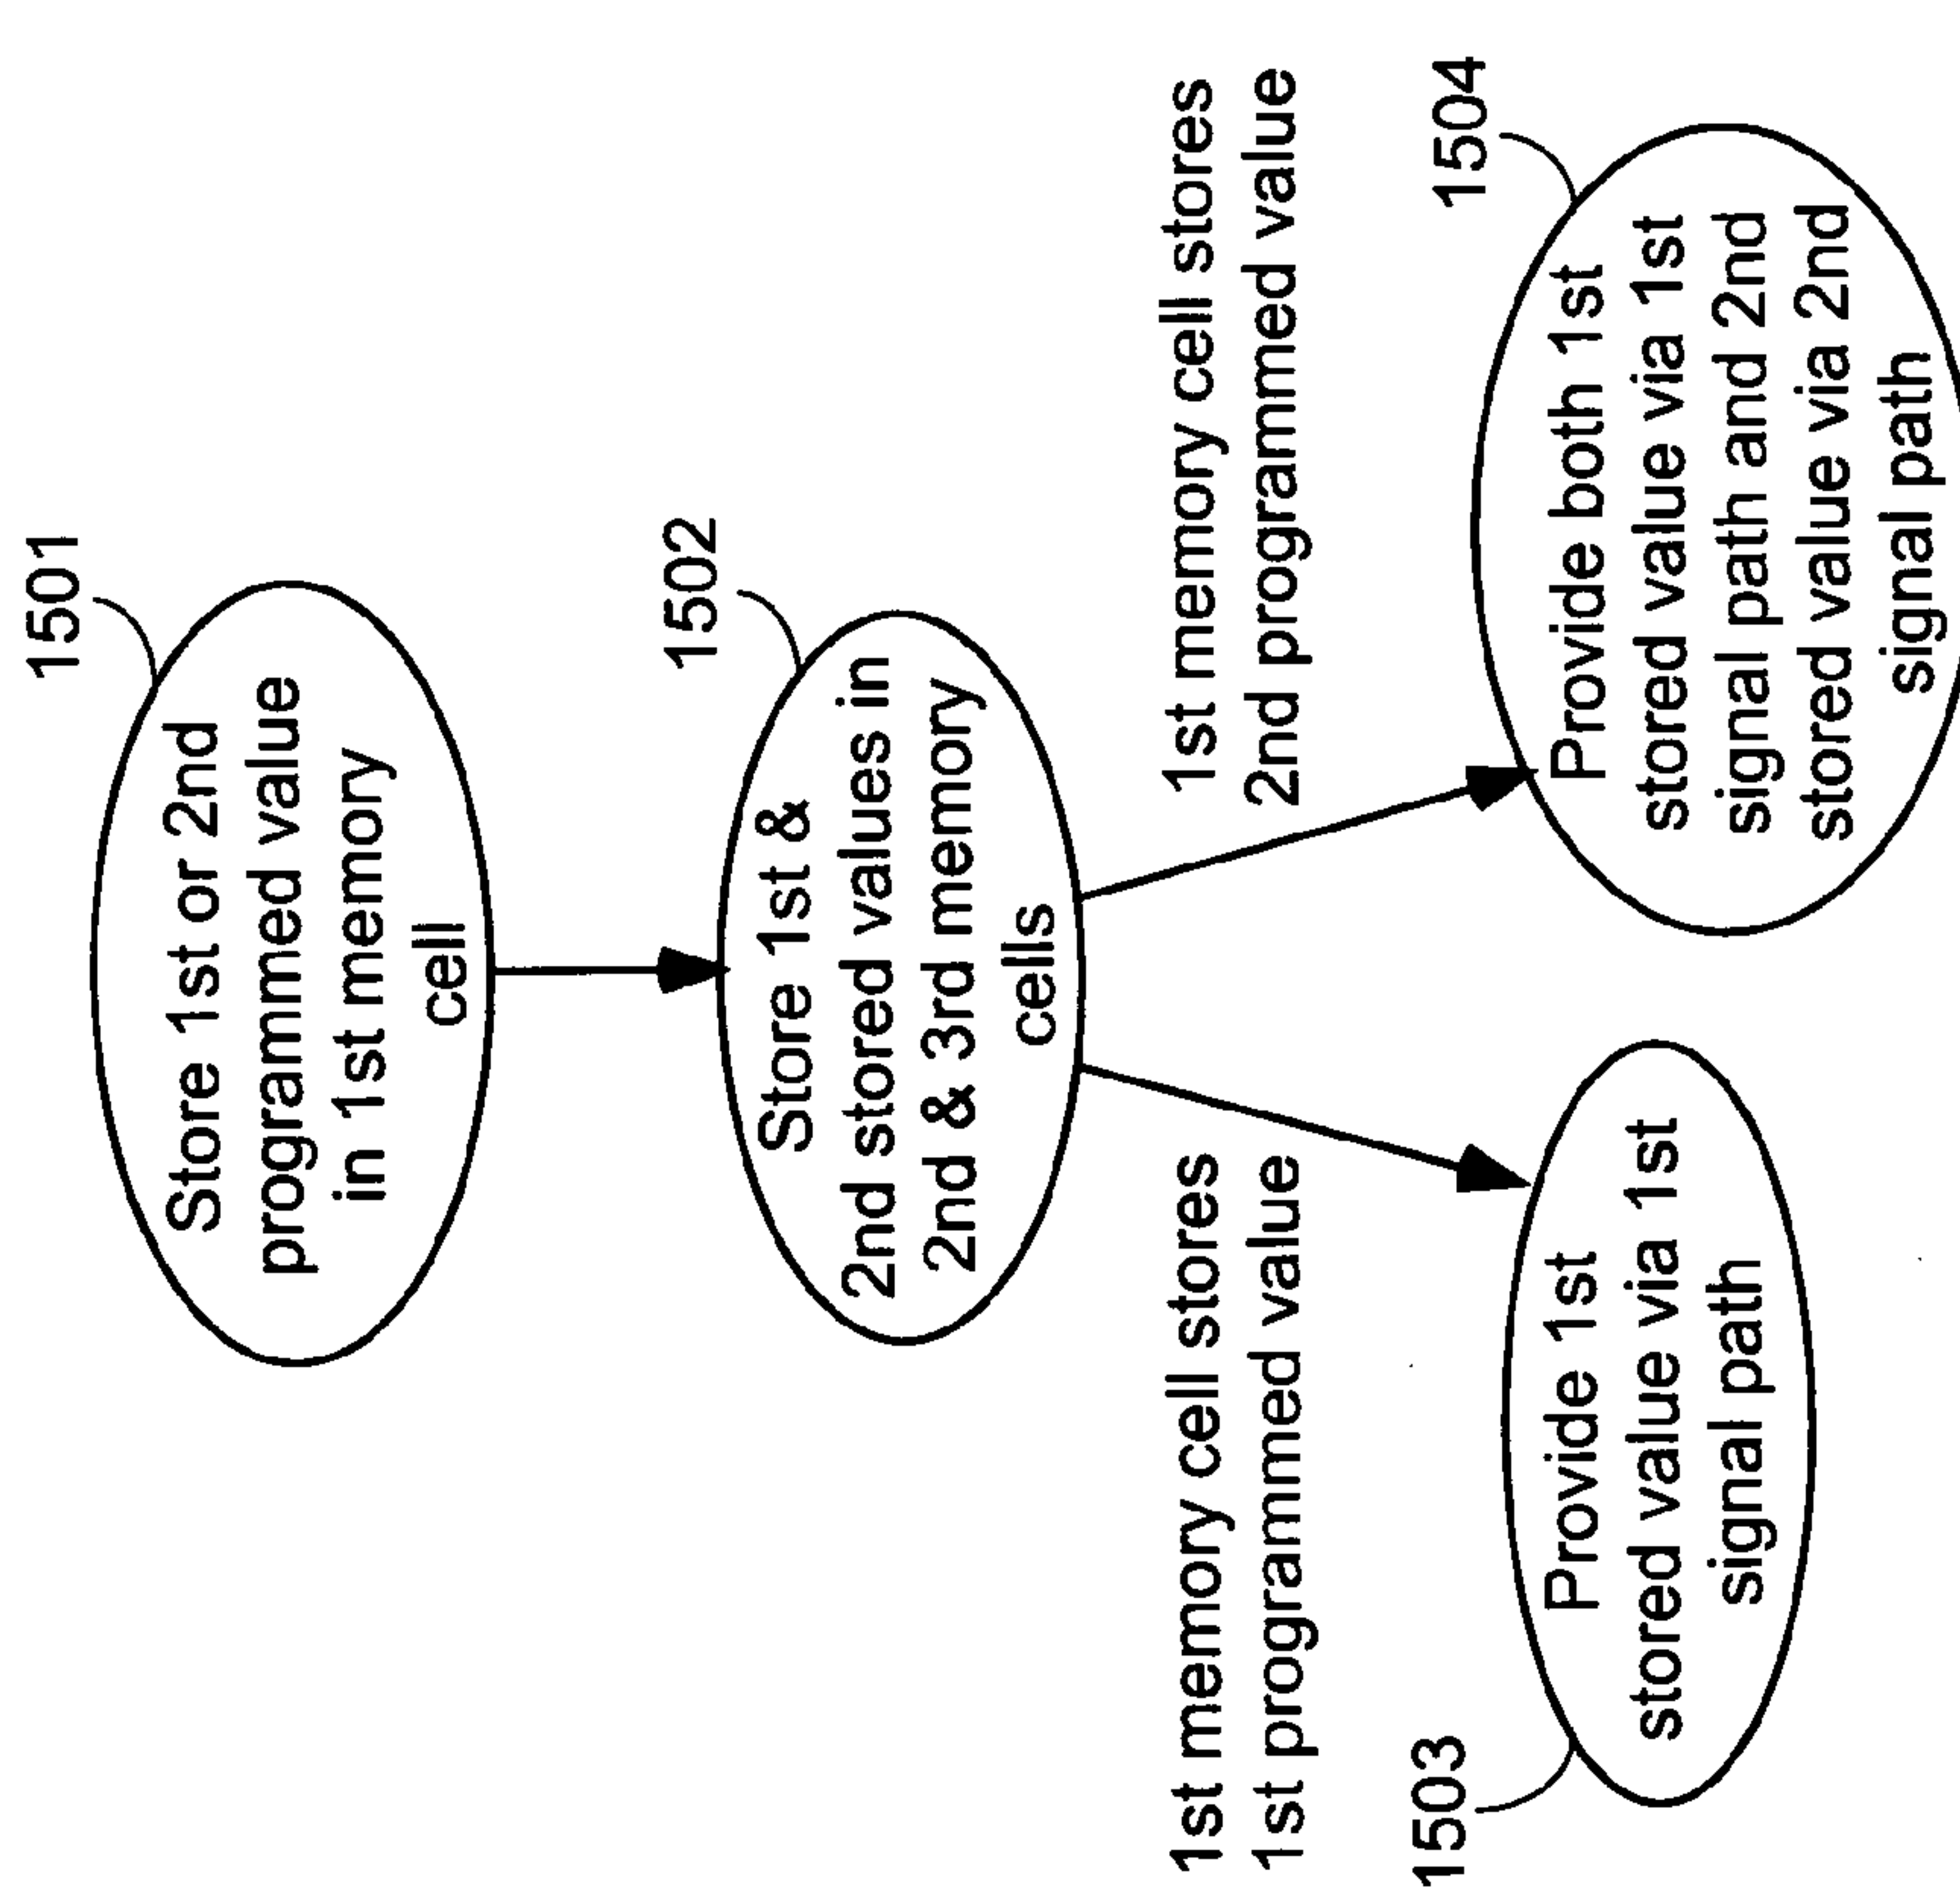 1501
Store 1st or 2nd
programmed value
in 1st memory
cell
1502
Store 1st &
2nd stored values in
2nd & 3rd memory
cells
1st memory cell stores
1st programmed value
1st memory cell stores
2nd programmed value
1503
Provide 1st
stored value via 1st
signal path
1504
Provide both 1st
stored value via 1st
signal path and 2nd
stored value via 2nd
signal path